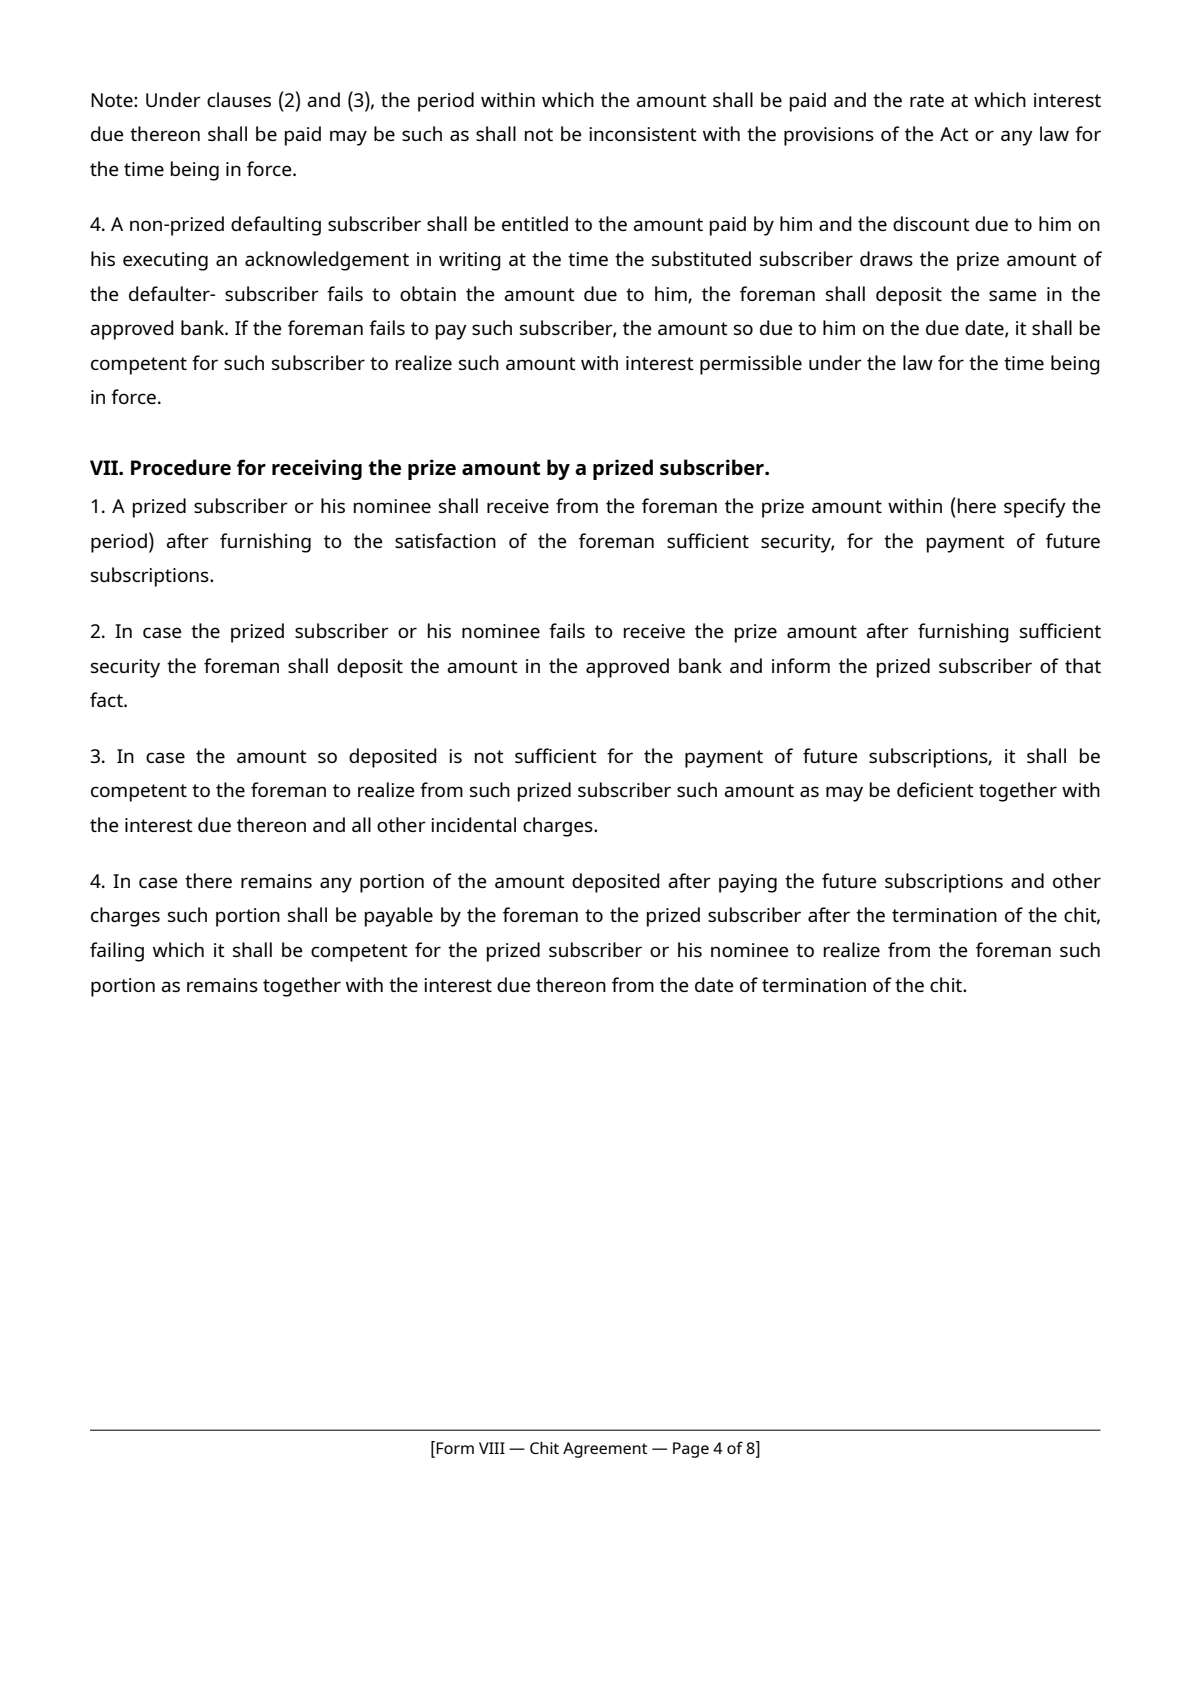 Note: Under clauses (2) and (3), the period within which the amount shall be paid and the rate at which interest
due thereon shall be paid may be such as shall not be inconsistent with the provisions of the Act or any law for
the time being in force.
4. A non-prized defaulting subscriber shall be entitled to the amount paid by him and the discount due to him on
his executing an acknowledgement in writing at the time the substituted subscriber draws the prize amount of
the defaulter- subscriber fails to obtain the amount due to him, the foreman shall deposit the same in the
approved bank. If the foreman fails to pay such subscriber, the amount so due to him on the due date, it shall be
competent for such subscriber to realize such amount with interest permissible under the law for the time being
in force.
VII. Procedure for receiving the prize amount by a prized subscriber.
1. A prized subscriber or his nominee shall receive from the foreman the prize amount within (here specify the
period) after furnishing to the satisfaction of the foreman sufficient security, for the payment of future
subscriptions.
2. In case the prized subscriber or his nominee fails to receive the prize amount after furnishing sufficient
security the foreman shall deposit the amount in the approved bank and inform the prized subscriber of that
fact.
3. In case the amount so deposited is not sufficient for the payment of future subscriptions, it shall be
competent to the foreman to realize from such prized subscriber such amount as may be deficient together with
the interest due thereon and all other incidental charges.
4. In case there remains any portion of the amount deposited after paying the future subscriptions and other
charges such portion shall be payable by the foreman to the prized subscriber after the termination of the chit,
failing which it shall be competent for the prized subscriber or his nominee to realize from the foreman such
portion as remains together with the interest due thereon from the date of termination of the chit.
[Form VIII — Chit Agreement — Page 4 of 8]